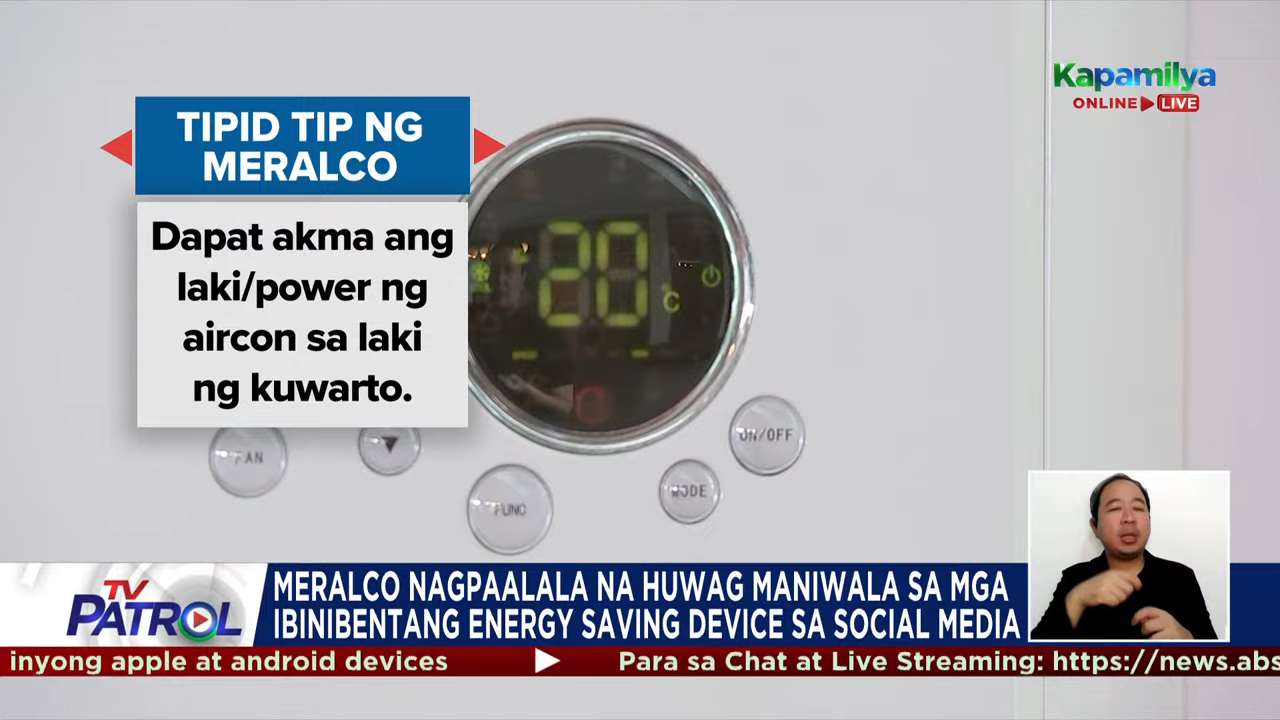 Kapamilya
ONLINE LIVE
TIPID TIP NG
MERALCO
Dapat akma ang
laki/power ng
aircon sa laki
ng kuwarto.
20
°C
FAN
FUNC
MODE
ON/OFF
TV
PATROL
MERALCO NAGPAALALA NA HUWAG MANIWALA SA MGA
IBINIBENTANG ENERGY SAVING DEVICE SA SOCIAL MEDIA
inyong apple at android devices
Para sa Chat at Live Streaming: https://news.abs